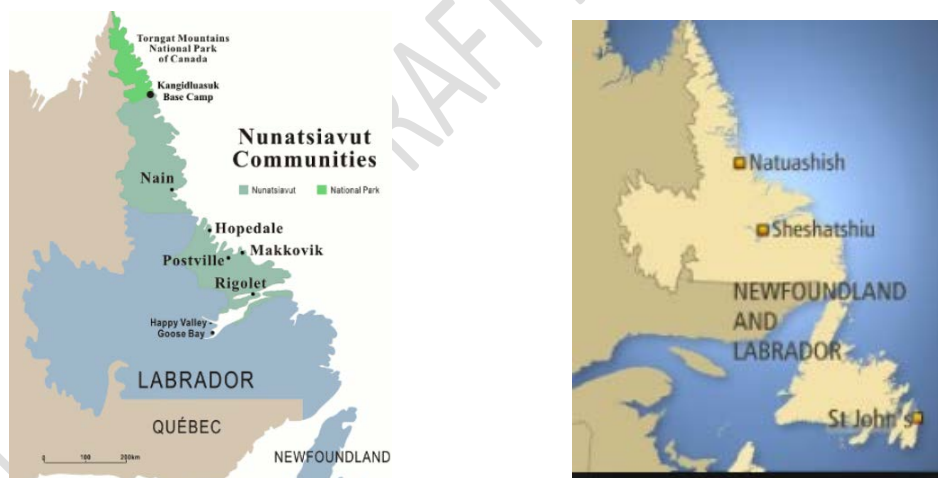 Torngat Mountains
National Park
of Canada
Kangidluasuk
Base Camp
Nunatsiavut
Communities
Nunatsiavut
National Park
Nain
Hopedale
Makkovik
Postville
Rigolet
Happy Valley -
Goose Bay
LABRADOR
QUÉBEC
0 100 200km
NEWFOUNDLAND
Natuashish
Sheshatshiu
NEWFOUNDLAND
AND
LABRADOR
St John's
RAFT